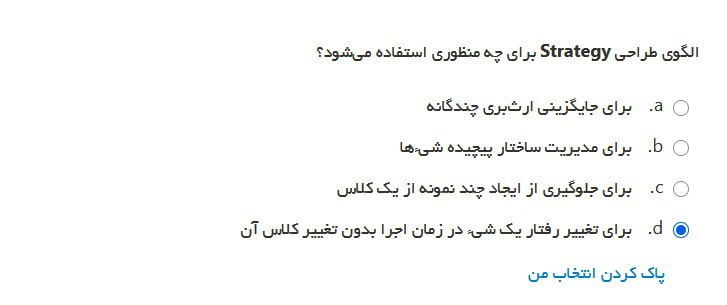 الگوی طراحی Strategy برای چه منظوری استفاده می‌شود؟
a. برای جایگزینی ارث‌بری چندگانه
b. برای مدیریت ساختار پیچیده شیءها
c. برای جلوگیری از ایجاد چند نمونه از یک کلاس
d. برای تغییر رفتار یک شیء در زمان اجرا بدون تغییر کلاس آن
پاک کردن انتخاب من